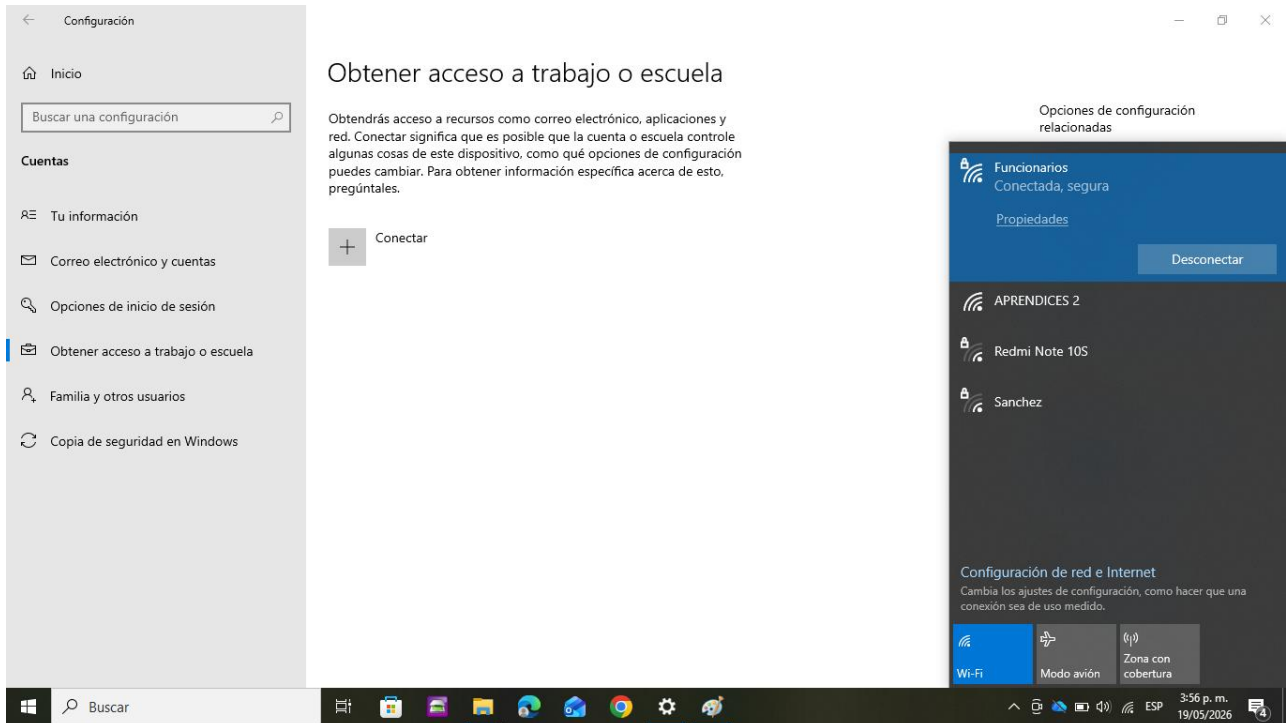 Configuración
Inicio
Buscar una configuración
Cuentas
Tu información
Correo electrónico y cuentas
Opciones de inicio de sesión
Obtener acceso a trabajo o escuela
Familia y otros usuarios
Copia de seguridad en Windows
Obtener acceso a trabajo o escuela
Obtendrás acceso a recursos como correo electrónico, aplicaciones y
red. Conectar significa que es posible que la cuenta o escuela controle
algunas cosas de este dispositivo, como qué opciones de configuración
puedes cambiar. Para obtener información específica acerca de esto,
pregúntales.
Conectar
Opciones de configuración
relacionadas
Funcionarios
Conectada, segura
Propiedades
Desconectar
APRENDICES 2
Redmi Note 10S
Sanchez
Configuración de red e Internet
Cambia los ajustes de configuración, como hacer que una
conexión sea de uso medido.
Wi-Fi
Modo avión
Zona con
cobertura
Buscar
ESP
3:56 p. m.
19/05/2026
4